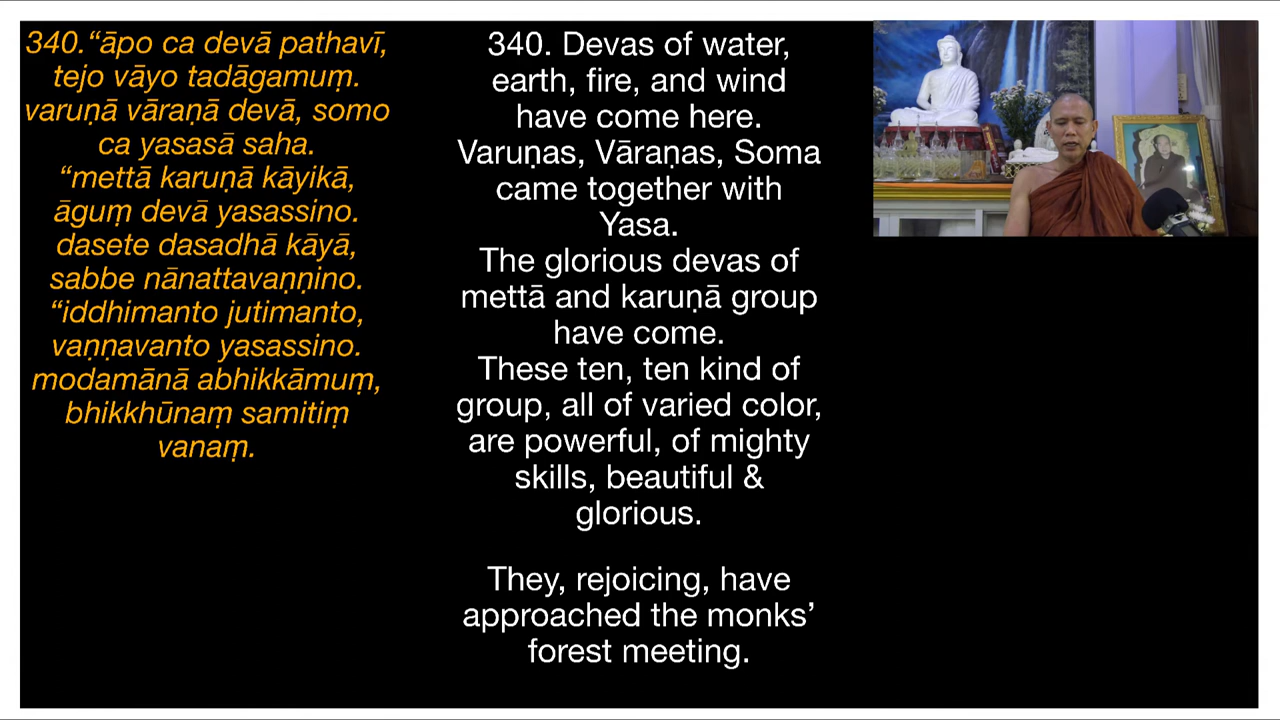 340.“āpo ca devā pathavī,
tejo vāyo tadāgamuṃ.
varuṇā vāraṇā devā, somo
ca yasasā saha.
“mettā karuṇā kāyikā,
āguṃ devā yasassino.
dasete dasadhā kāyā,
sabbe nānattavaṇṇino.
“iddhimanto jutimanto,
vaṇṇavanto yasassino.
modamānā abhikkāmuṃ,
bhikkhūnaṃ samitiṃ
vanaṃ.
340. Devas of water,
earth, fire, and wind
have come here.
Varuṇas, Vāraṇas, Soma
came together with
Yasa.
The glorious devas of
mettā and karuṇā group
have come.
These ten, ten kind of
group, all of varied color,
are powerful, of mighty
skills, beautiful &
glorious.
They, rejoicing, have
approached the monks’
forest meeting.